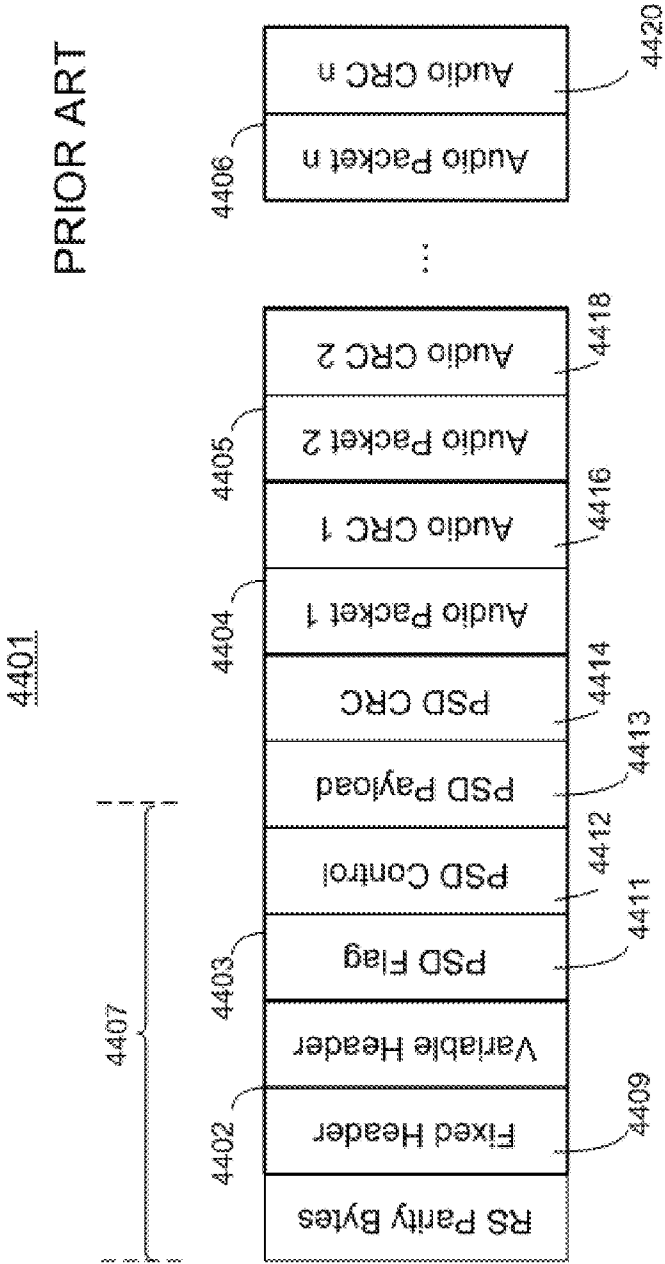 PRIOR ART
4401
4407
4402
4403
4404
4405
4406
RS Parity Bytes
Fixed Header
Variable Header
PSD Flag
PSD Control
PSD Payload
PSD CRC
Audio Packet 1
Audio CRC 1
Audio Packet 2
Audio CRC 2
...
Audio Packet n
Audio CRC n
4409
4411
4412
4413
4414
4416
4418
4420